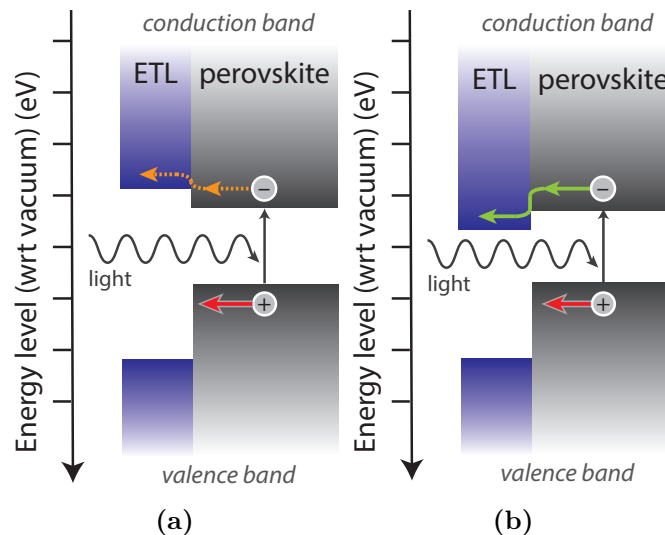 conduction band
ETL perovskite
Energy level (wrt vacuum) (eV)
−
light
+
valence band
(a)
conduction band
ETL perovskite
Energy level (wrt vacuum) (eV)
−
light
+
valence band
(b)